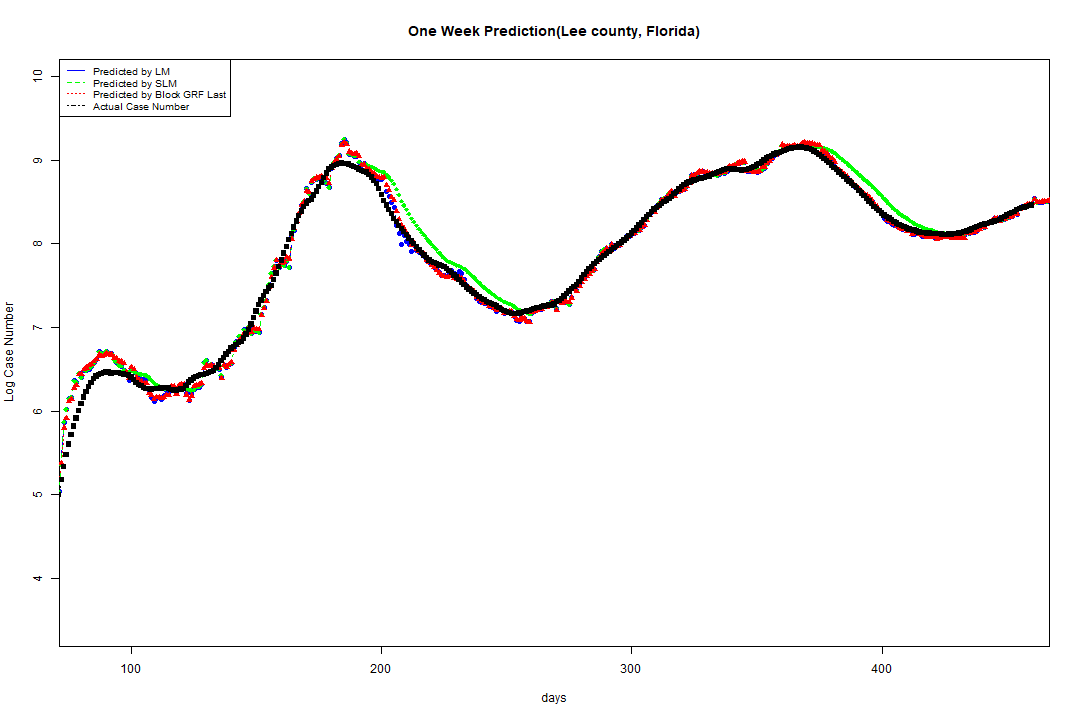 One Week Prediction(Lee county, Florida)
Predicted by LM
Predicted by SLM
Predicted by Block GRF Last
Actual Case Number
10
9
8
7
6
5
4
Log Case Number
100 200 300 400
days